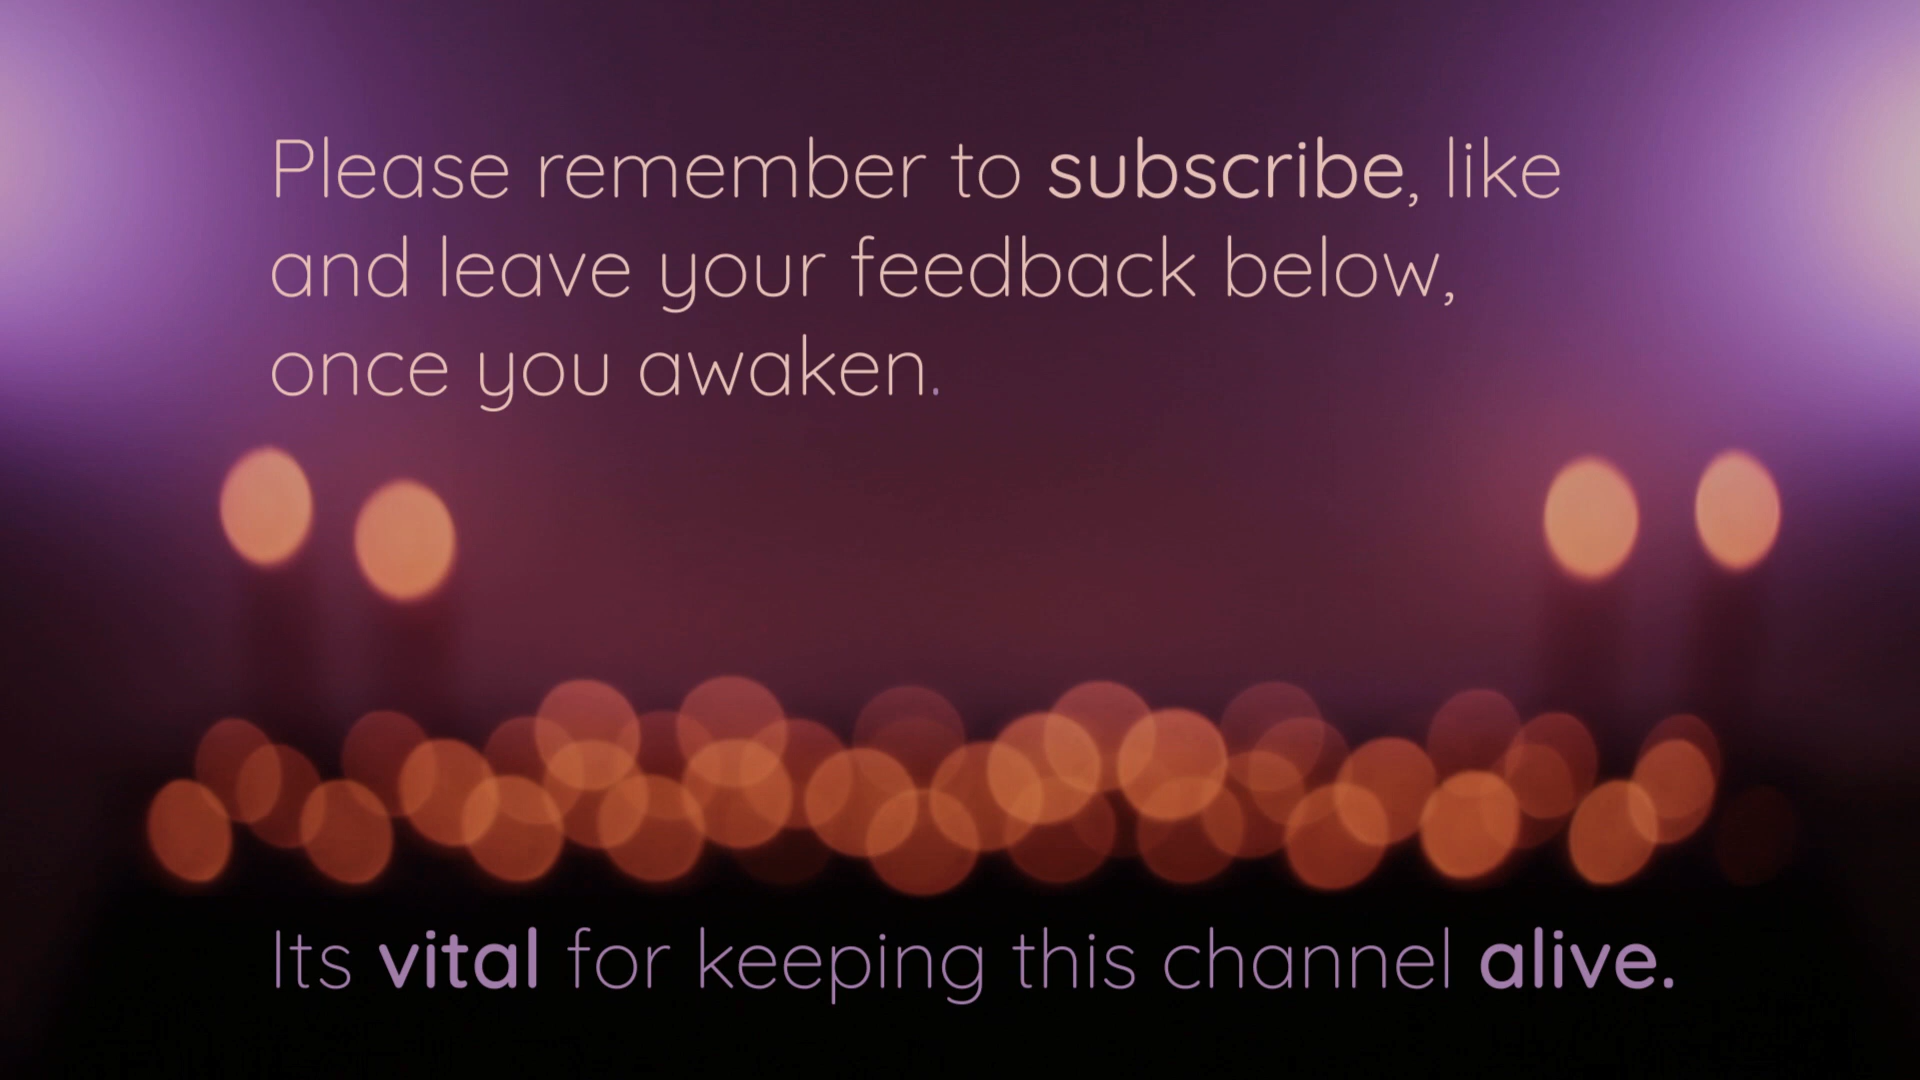 Please remember to subscribe, like
and leave your feedback below,
once you awaken.
Its vital for keeping this channel alive.